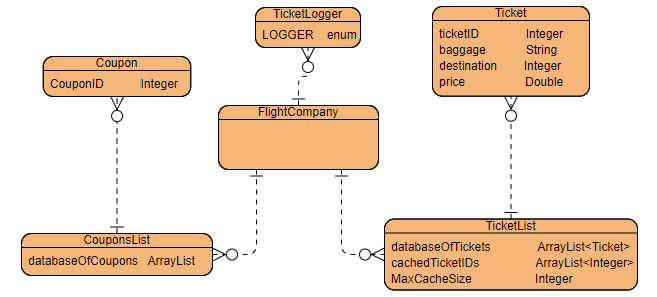 TicketLogger
LOGGER enum
Ticket
ticketID Integer
baggage String
destination Integer
price Double
Coupon
CouponID Integer
FlightCompany
CouponsList
databaseOfCoupons ArrayList
TicketList
databaseOfTickets ArrayList<Ticket>
cachedTicketIDs ArrayList<Integer>
MaxCacheSize Integer